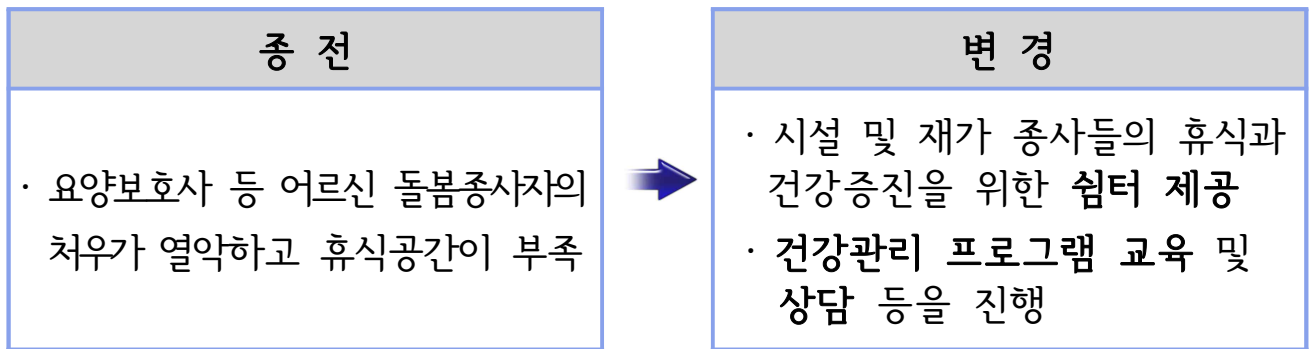 종 전
· 요양보호사 등 어르신 돌봄종사자의
처우가 열악하고 휴식공간이 부족
변 경
· 시설 및 재가 종사들의 휴식과
건강증진을 위한 쉼터 제공
· 건강관리 프로그램 교육 및
상담 등을 진행